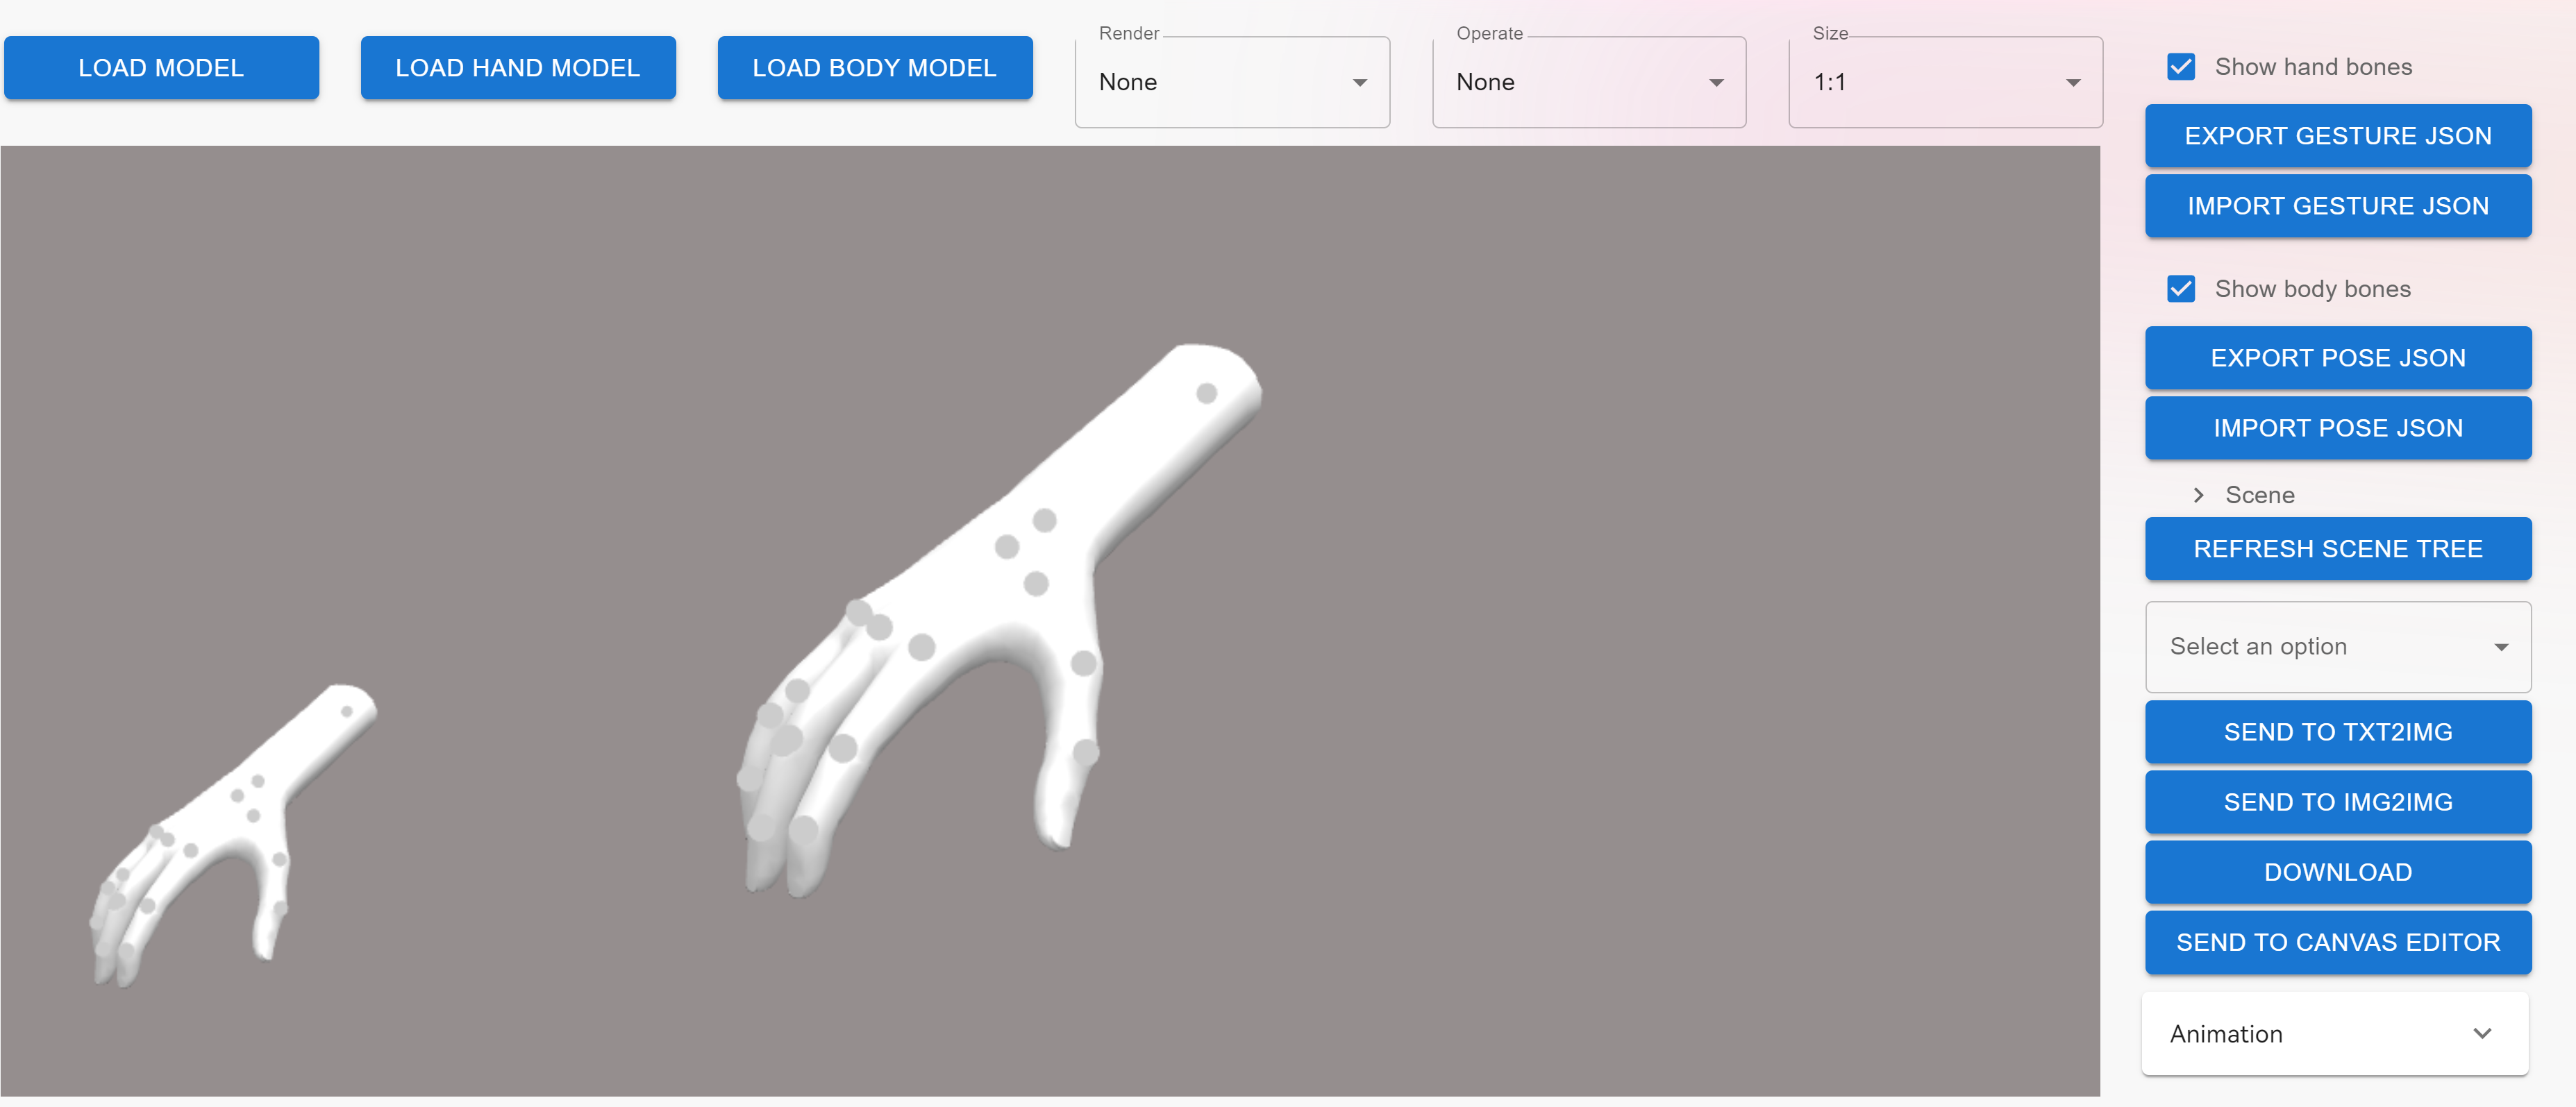 LOAD MODEL
LOAD HAND MODEL
LOAD BODY MODEL
Render
None
Operate
None
Size
1:1
Show hand bones
EXPORT GESTURE JSON
IMPORT GESTURE JSON
Show body bones
EXPORT POSE JSON
IMPORT POSE JSON
Scene
REFRESH SCENE TREE
Select an option
SEND TO TXT2IMG
SEND TO IMG2IMG
DOWNLOAD
SEND TO CANVAS EDITOR
Animation